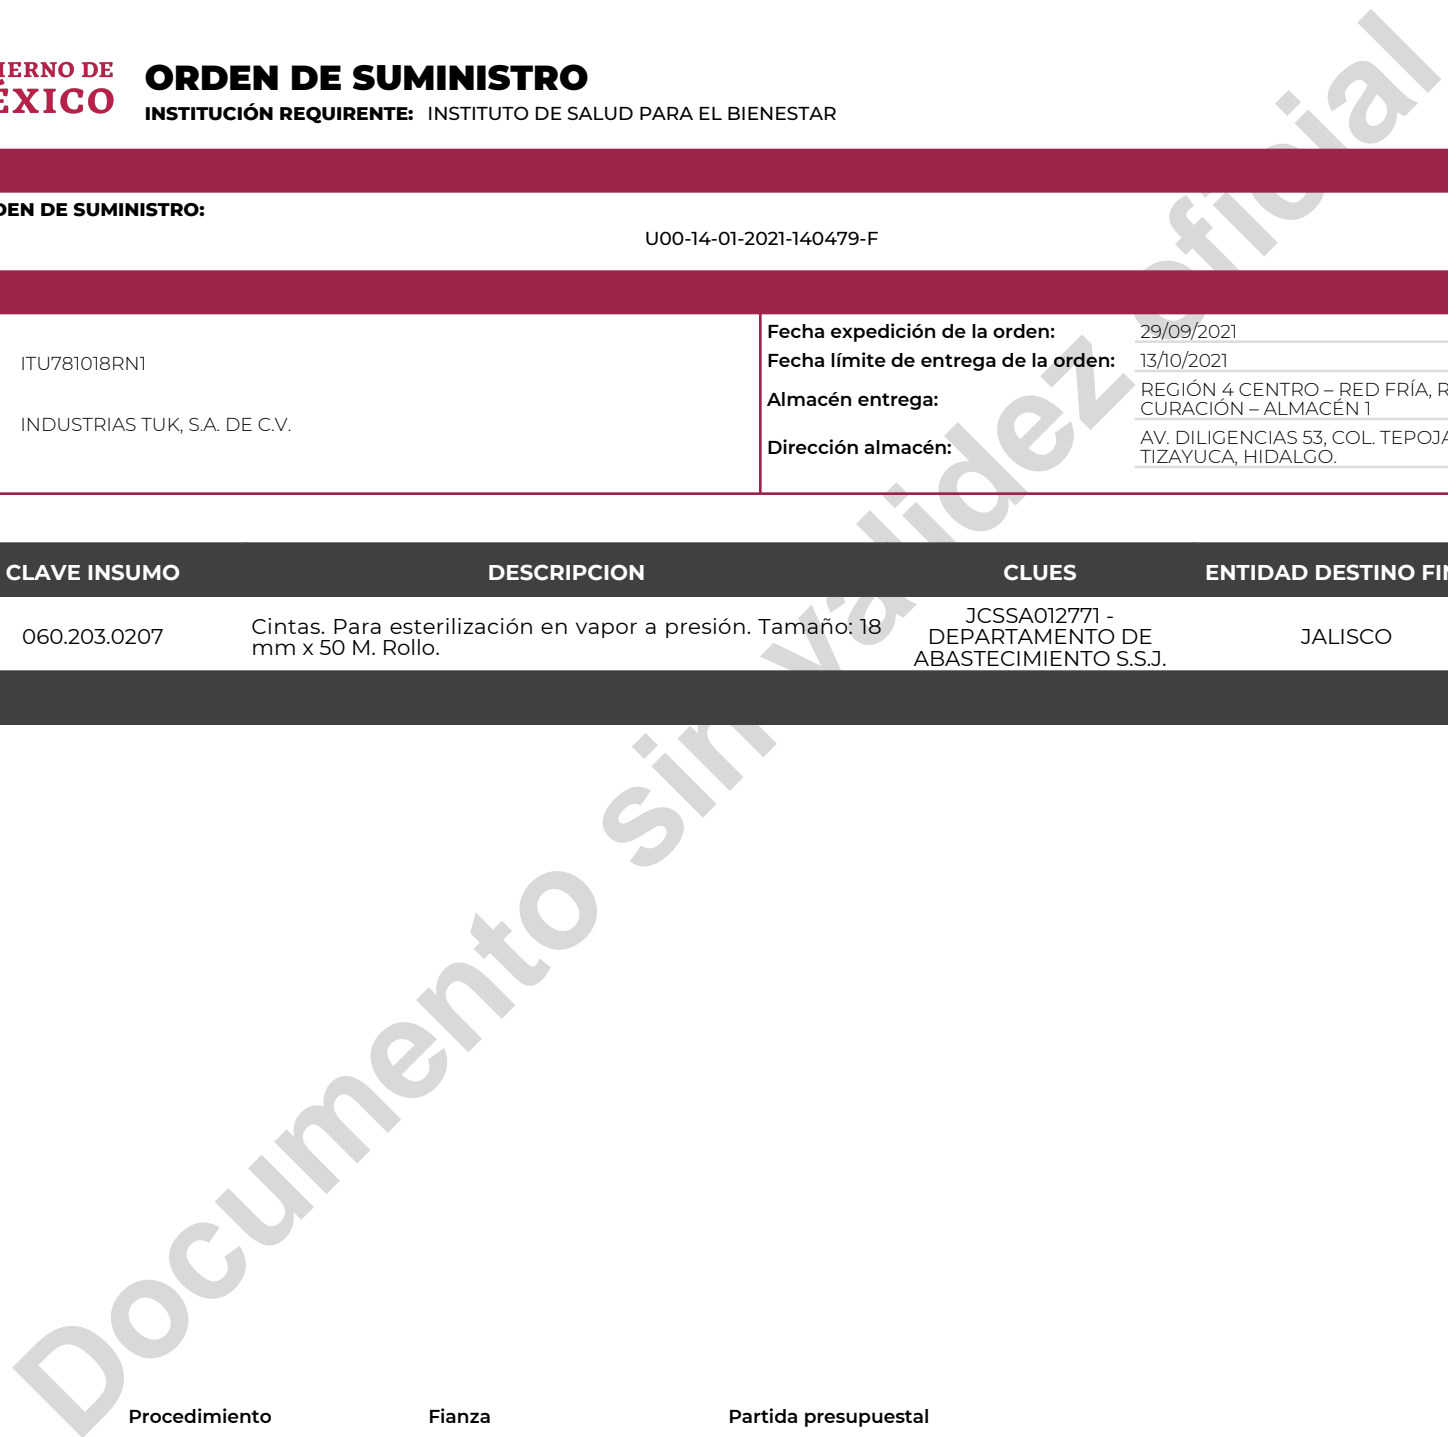 IERNO DE
ÉXICO
ORDEN DE SUMINISTRO
INSTITUCIÓN REQUIRENTE: INSTITUTO DE SALUD PARA EL BIENESTAR
DEN DE SUMINISTRO:
U00-14-01-2021-140479-F
ITU781018RN1
INDUSTRIAS TUK, S.A. DE C.V.
Fecha expedición de la orden: 29/09/2021
Fecha límite de entrega de la orden: 13/10/2021
Almacén entrega: REGIÓN 4 CENTRO – RED FRÍA, R
CURACIÓN – ALMACÉN 1
Dirección almacén: AV. DILIGENCIAS 53, COL. TEPOJA
TIZAYUCA, HIDALGO.
CLAVE INSUMO DESCRIPCION CLUES ENTIDAD DESTINO FIN
060.203.0207
Cintas. Para esterilización en vapor a presión. Tamaño: 18
mm x 50 M. Rollo.
JCSSA012771 -
DEPARTAMENTO DE
ABASTECIMIENTO S.S.J.
JALISCO
Documento sin validez oficial
Procedimiento Fianza Partida presupuestal